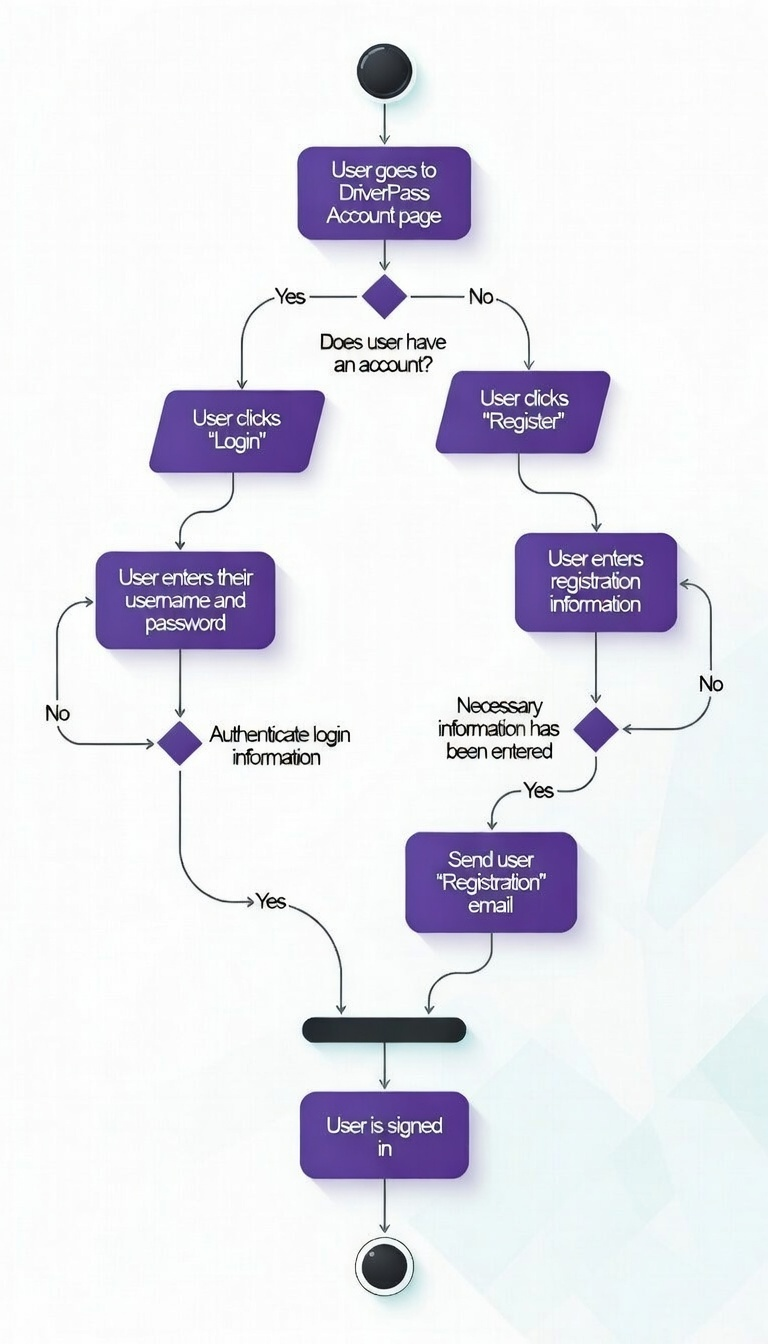 User goes to
DriverPass
Account page
Yes
No
Does user have
an account?
User clicks
"Login"
User clicks
"Register"
User enters their
username and
password
User enters
registration
information
No
No
Authenticate login
information
Necessary
information has
been entered
Yes
Send user
"Registration"
email
Yes
User is signed
in